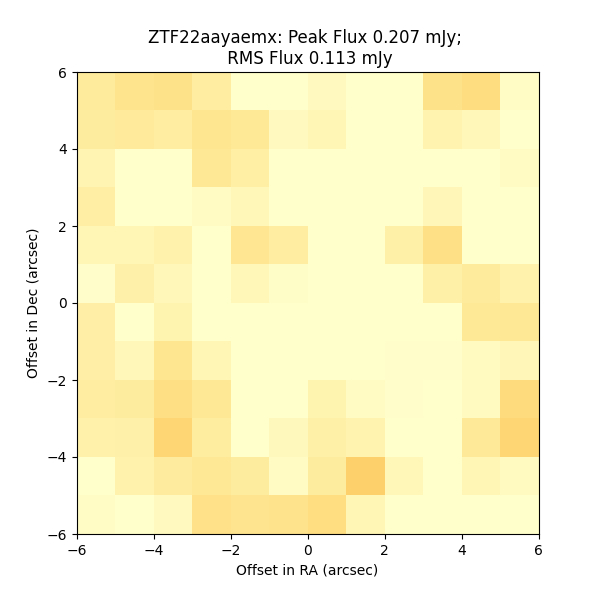 ZTF22aayaemx: Peak Flux 0.207 mJy;
RMS Flux 0.113 mJy
6
4
2
0
−2
−4
−6
Offset in Dec (arcsec)
−6 −4 −2 0 2 4 6
Offset in RA (arcsec)